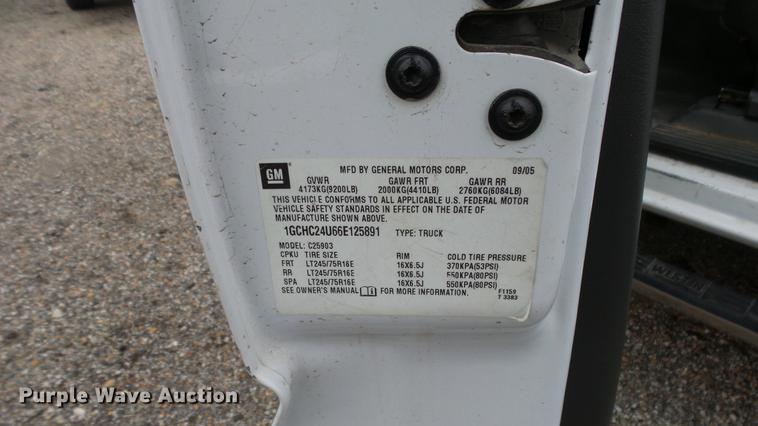 GM
MFD BY GENERAL MOTORS CORP. 09/05
GVWR GAWR FRT GAWR RR
4173KG(9200LB) 2000KG(4410LB) 2760KG(6084LB)
THIS VEHICLE CONFORMS TO ALL APPLICABLE U.S. FEDERAL MOTOR
VEHICLE SAFETY STANDARDS IN EFFECT ON THE DATE OF
MANUFACTURE SHOWN ABOVE.
1GCHC24U66E125891 TYPE: TRUCK
MODEL: C25903
CPKU TIRE SIZE RIM COLD TIRE PRESSURE
FRT LT245/75R16E 16X6.5J 370KPA(53PSI)
RR LT245/75R16E 16X6.5J 550KPA(80PSI)
SPA LT245/75R16E 16X6.5J 550KPA(80PSI)
SEE OWNER'S MANUAL FOR MORE INFORMATION.
F1159
T 3383
WESTIN
Purple Wave Auction